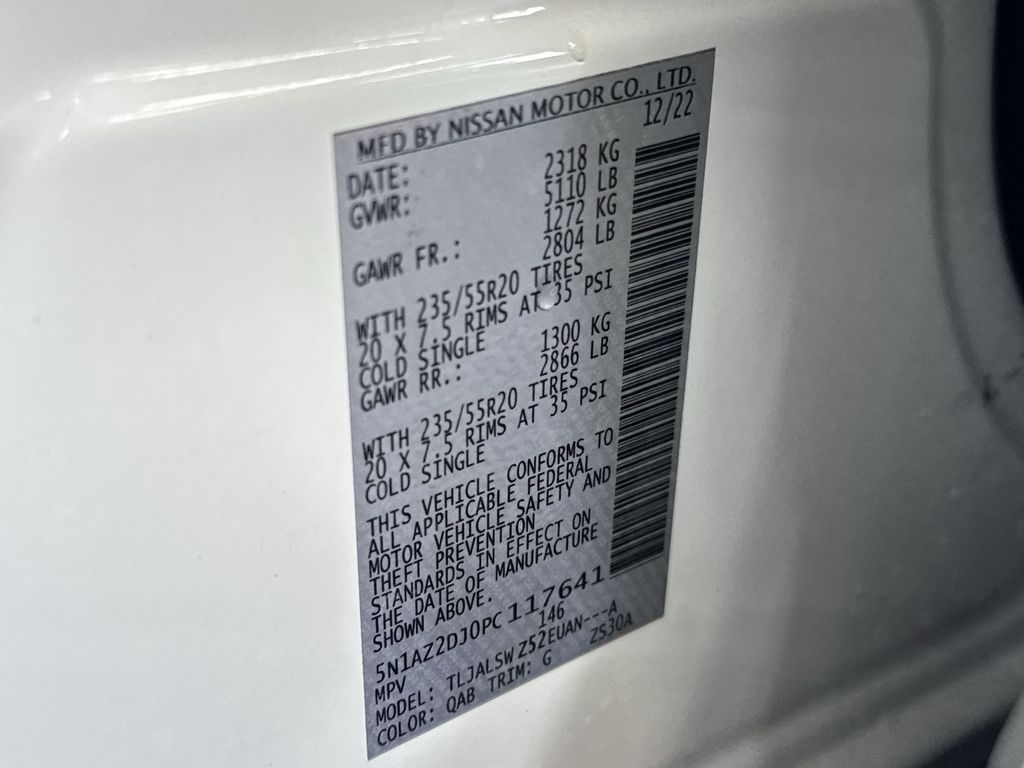 MFD BY NISSAN MOTOR CO., LTD.
DATE: 12/22
GVWR: 2318 KG
5110 LB
GAWR FR.: 1272 KG
2804 LB
WITH 235/55R20 TIRES
20 X 7.5 RIMS AT 35 PSI
COLD SINGLE
GAWR RR.: 1300 KG
2866 LB
WITH 235/55R20 TIRES
20 X 7.5 RIMS AT 35 PSI
COLD SINGLE
THIS VEHICLE CONFORMS TO
ALL APPLICABLE FEDERAL
MOTOR VEHICLE SAFETY AND
THEFT PREVENTION
STANDARDS IN EFFECT ON
THE DATE OF MANUFACTURE
SHOWN ABOVE.
5N1AZ2DJ0PC117641
MPV 146
MODEL: TLJALSWZ52EUAN---A
COLOR: QAB TRIM: G ZS30A